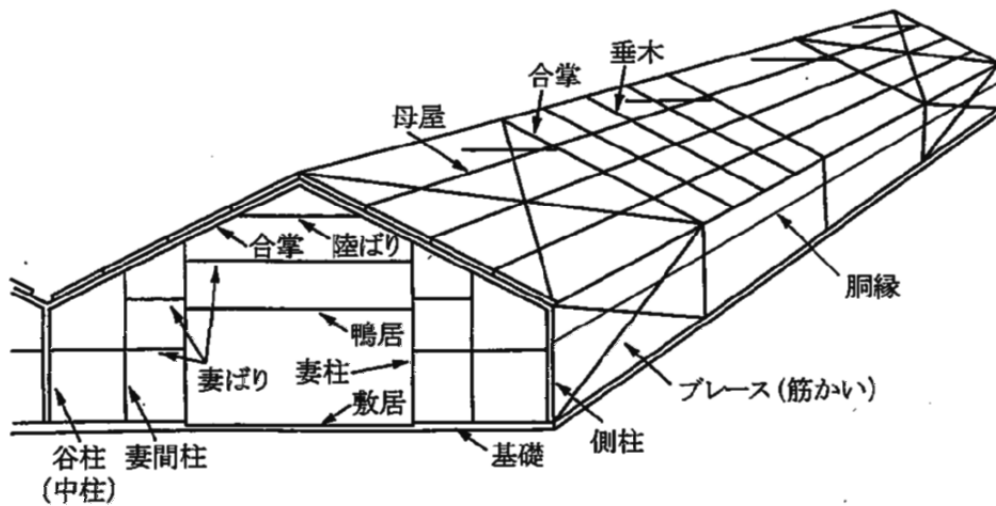 垂木
合掌
母屋
合掌
陸ばり
胴縁
鴨居
妻ばり
妻柱
ブレース(筋かい)
敷居
谷柱
(中柱)
妻間柱
基礎
側柱